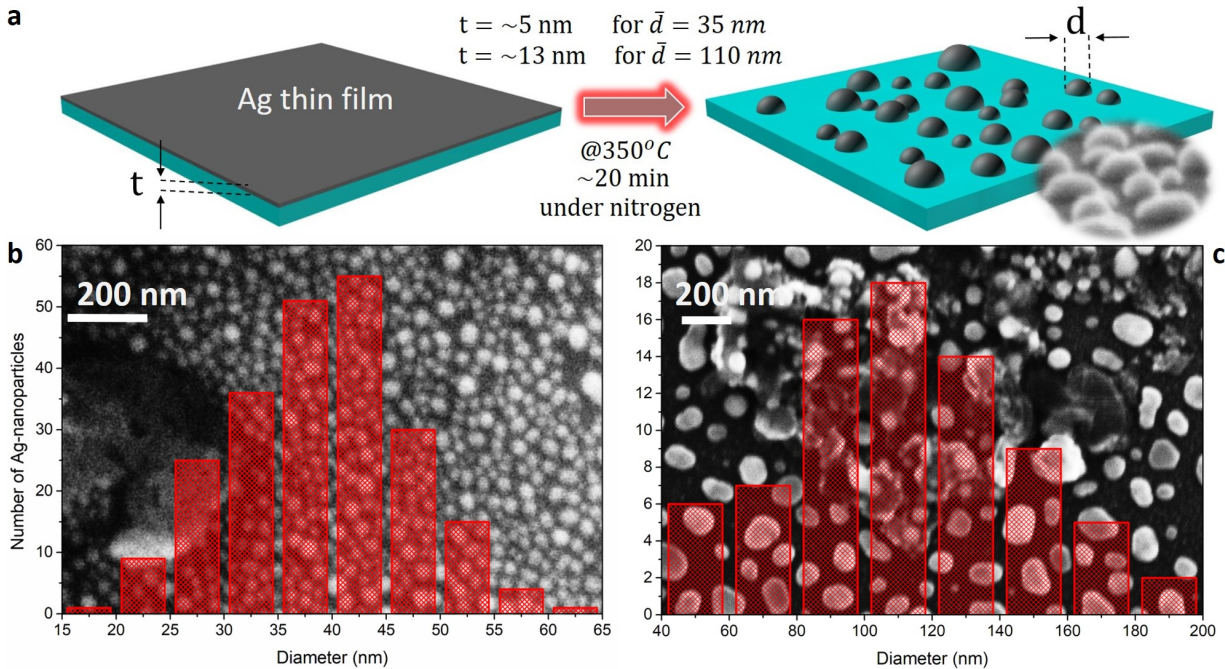 a
t = ~5 nm for d̄ = 35 nm
t = ~13 nm for d̄ = 110 nm
d
Ag thin film
@350°C
~20 min
under nitrogen
t
b
200 nm
60
50
40
30
20
10
0
Number of Ag-nanoparticles
15 20 25 30 35 40 45 50 55 60 65
Diameter (nm)
c
200 nm
20
18
16
14
12
10
8
6
4
2
0
40 60 80 100 120 140 160 180 200
Diameter (nm)